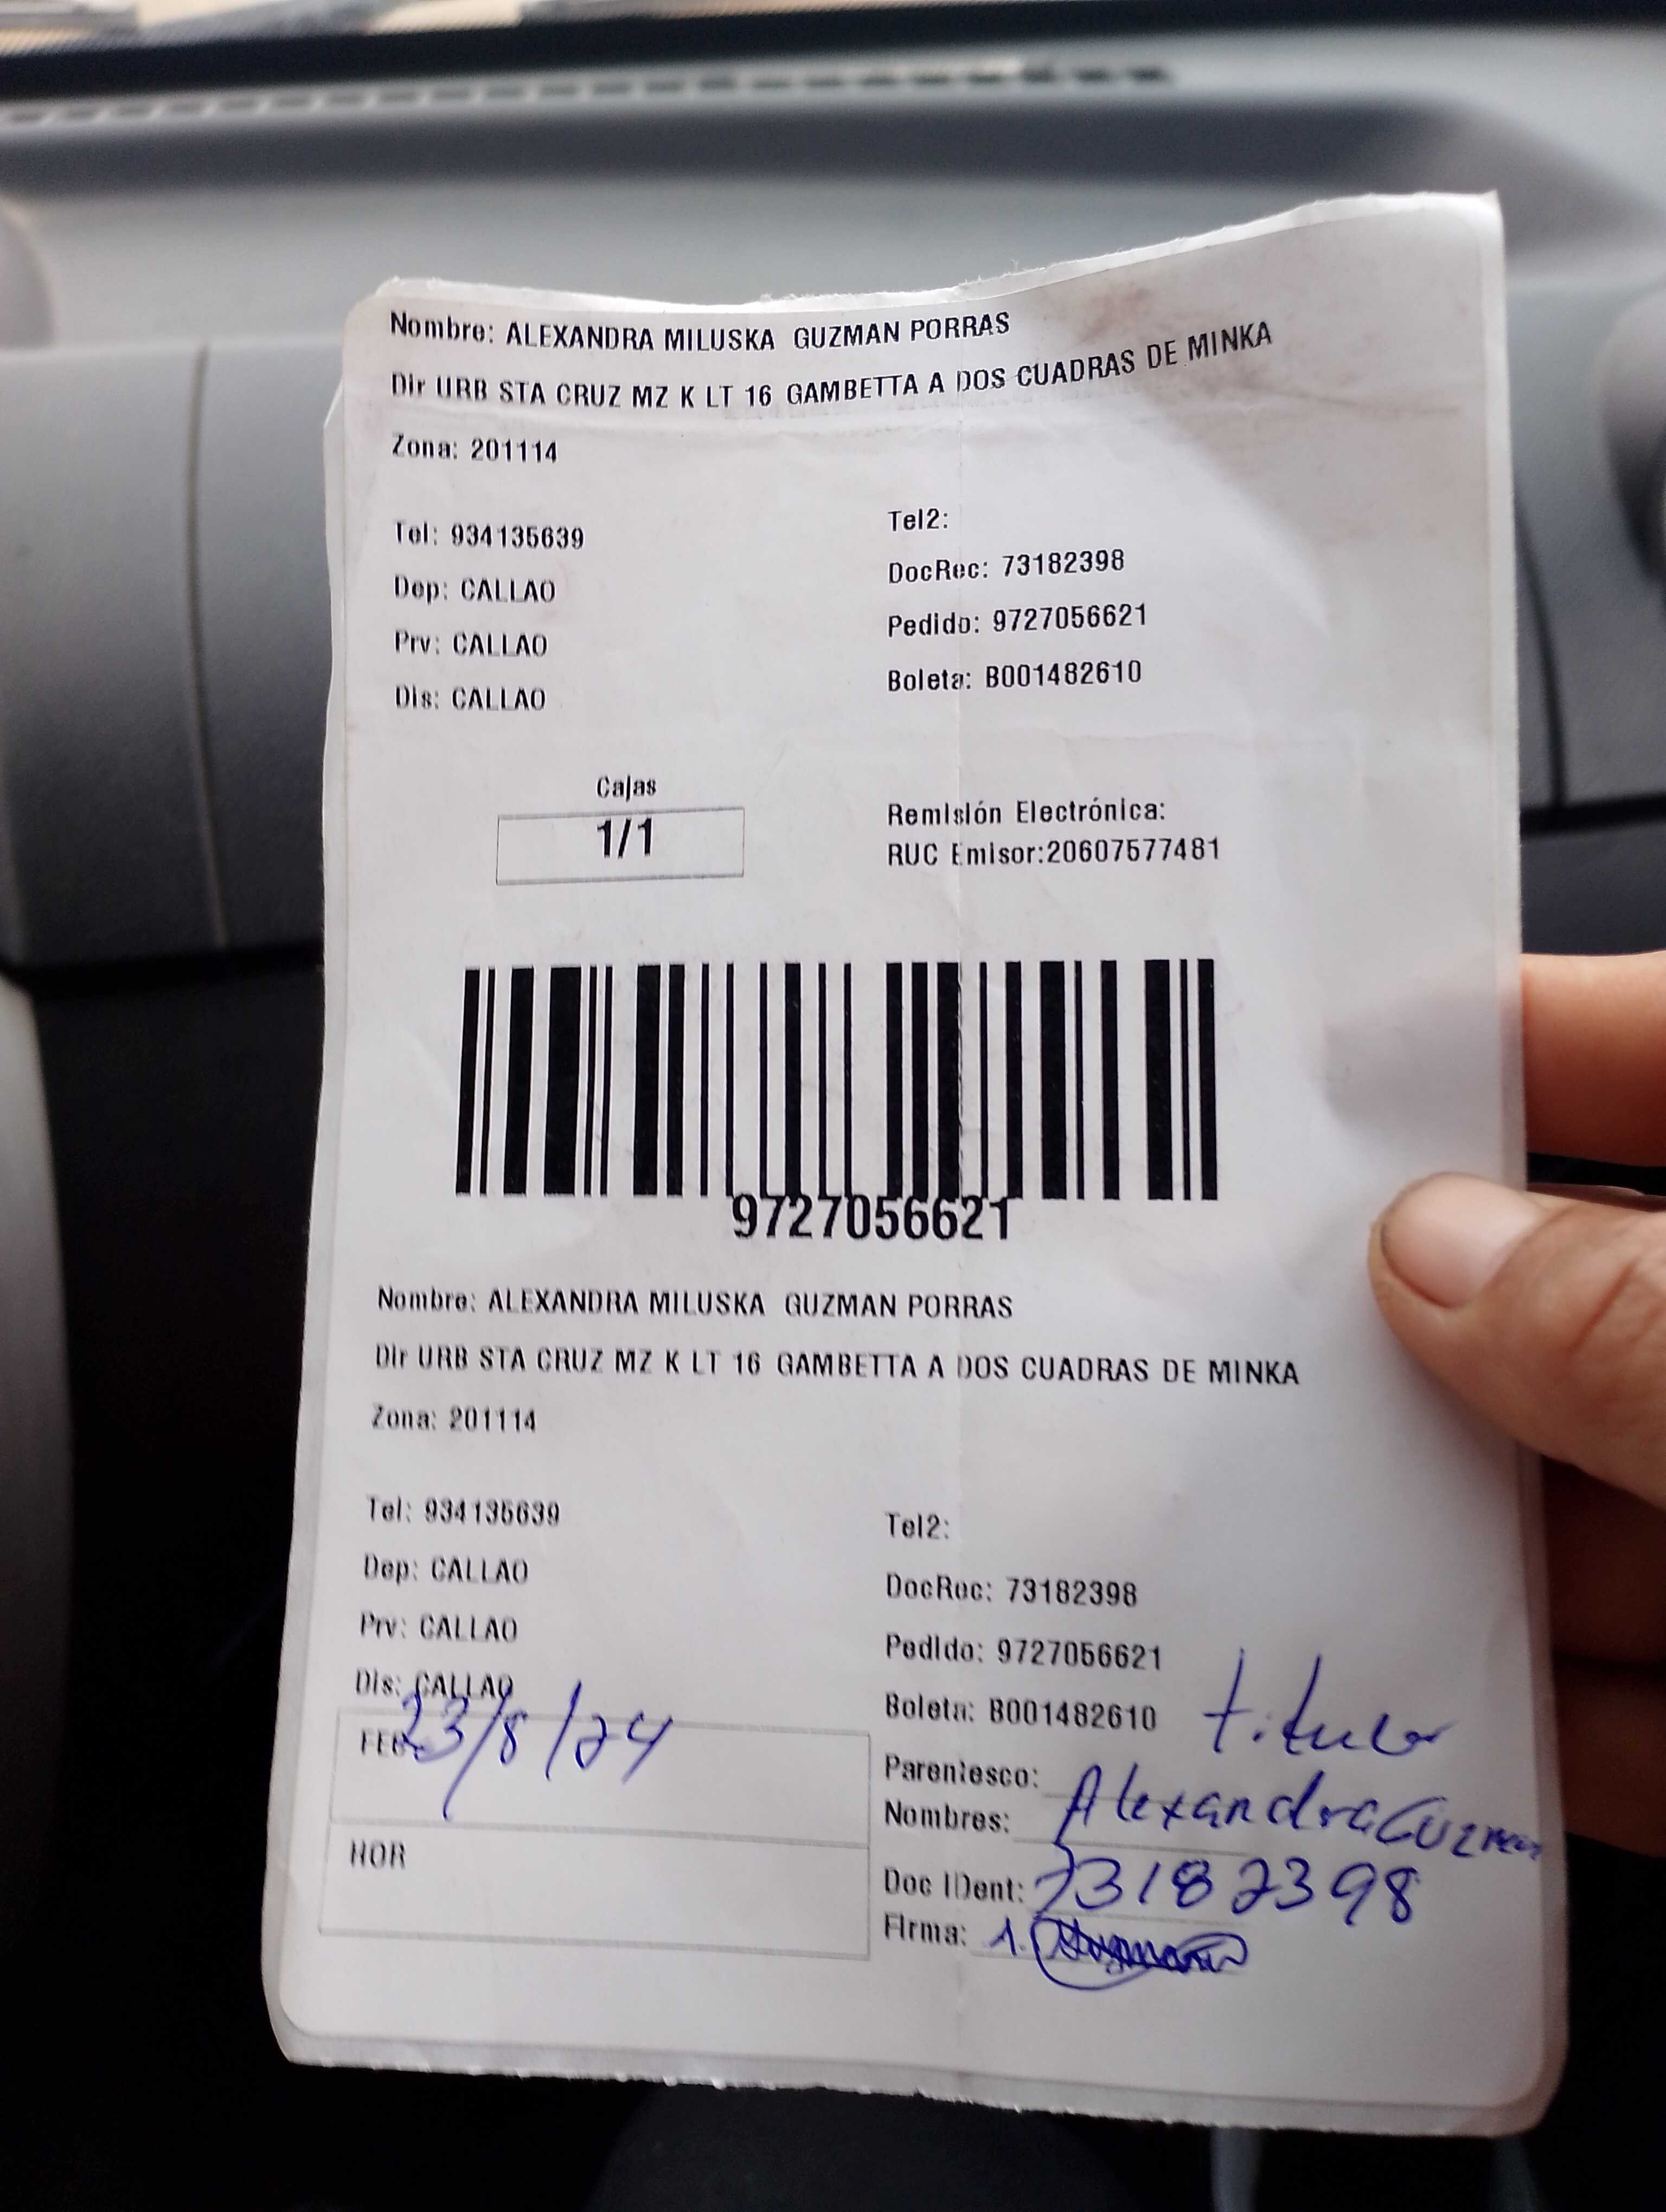 Nombre: ALEXANDRA MILUSKA GUZMAN PORRAS
Dir URB STA CRUZ MZ K LT 16 GAMBETTA A DOS CUADRAS DE MINKA
Zona: 201114
Tel: 934135639
Tel2:
Dep: CALLAO
DocRec: 73182398
Prv: CALLAO
Pedido: 9727056621
Dis: CALLAO
Boleta: B001482610
Cajas
1/1
Remisión Electrónica:
RUC Emisor:20607577481
9727056621
Nombre: ALEXANDRA MILUSKA GUZMAN PORRAS
Dir URB STA CRUZ MZ K LT 16 GAMBETTA A DOS CUADRAS DE MINKA
Zona: 201114
Tel: 934135639
Tel2:
Dep: CALLAO
DocRec: 73182398
Prv: CALLAO
Pedido: 9727056621
Dis: CALLAO
Boleta: B001482610
FEC 23/8/24
Parentesco: titular
Nombres: Alexandra Guzman
HOR
Doc IDent: 73182398
Firma: A.